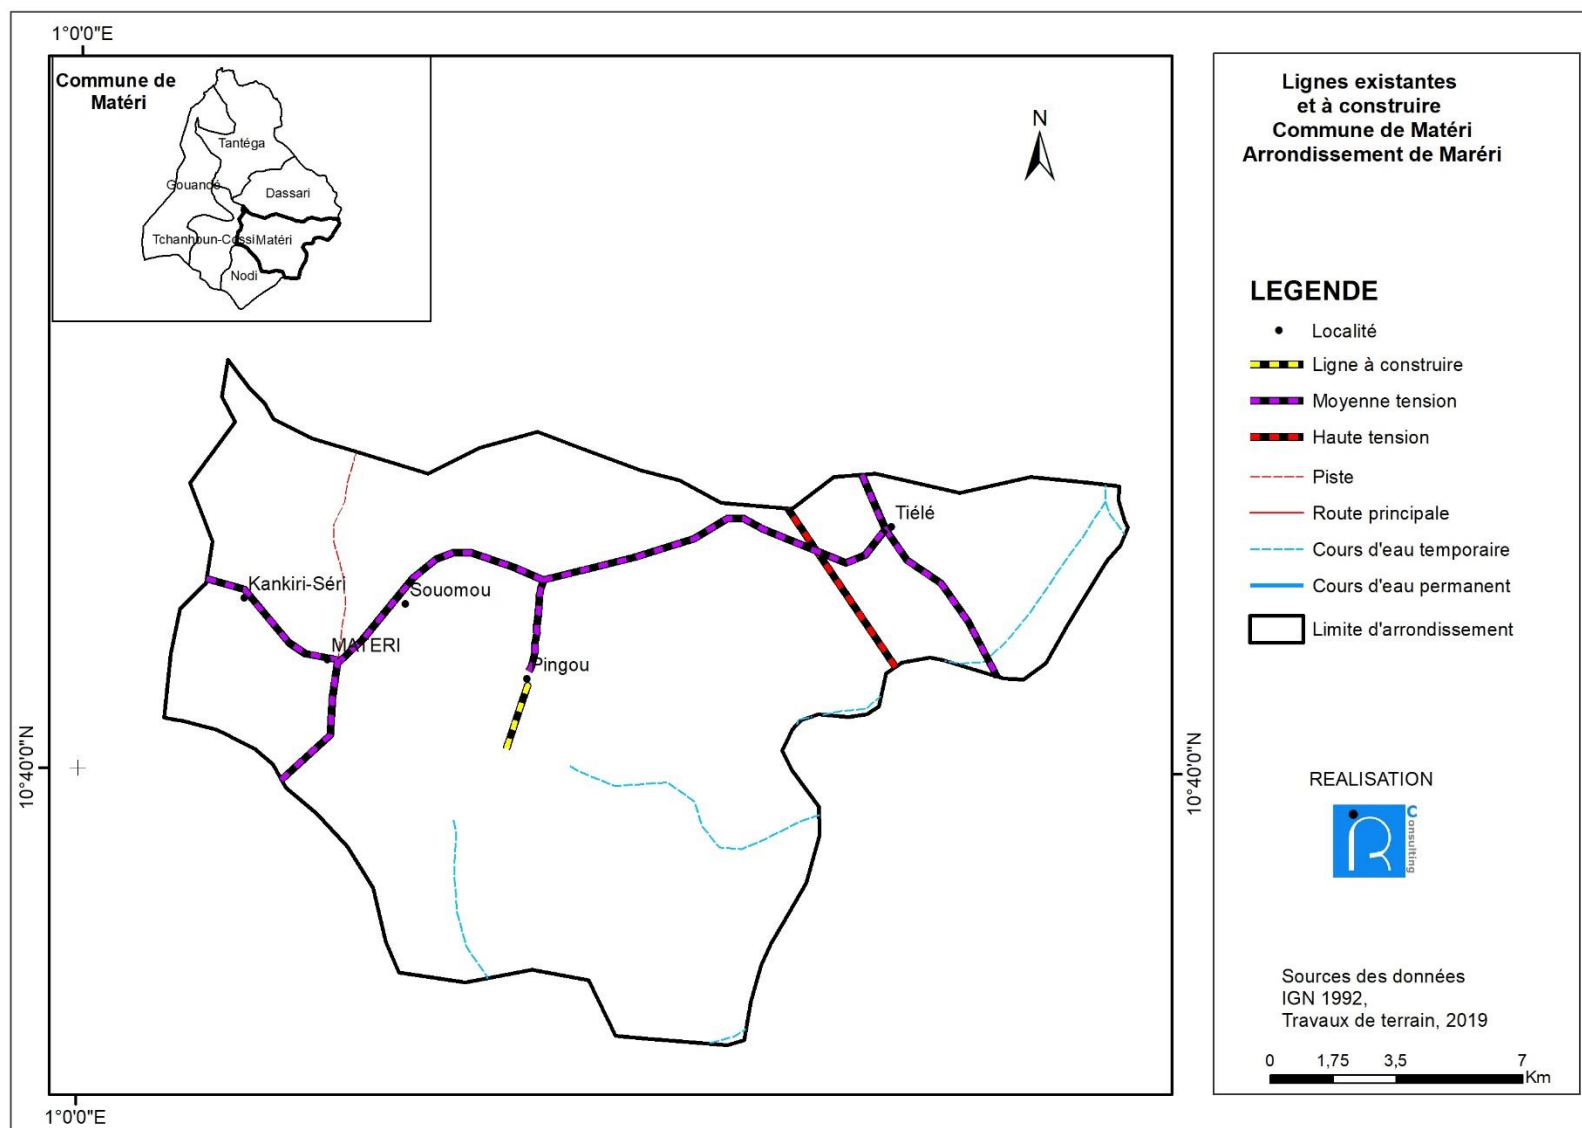 1°0'0"E
Commune de
Matéri
Tantéga
Gouandé
Dassari
Tchanhoun-Cossi
Matéri
Nodi
N
Kankiri-Séri
Souomou
MATERI
Pingou
Tiélé
10°40'0"N
10°40'0"N
1°0'0"E
Lignes existantes
et à construire
Commune de Matéri
Arrondissement de Maréri
LEGENDE
Localité
Ligne à construire
Moyenne tension
Haute tension
Piste
Route principale
Cours d'eau temporaire
Cours d'eau permanent
Limite d'arrondissement
REALISATION
iR Consulting
Sources des données
IGN 1992,
Travaux de terrain, 2019
0 1,75 3,5 7
Km